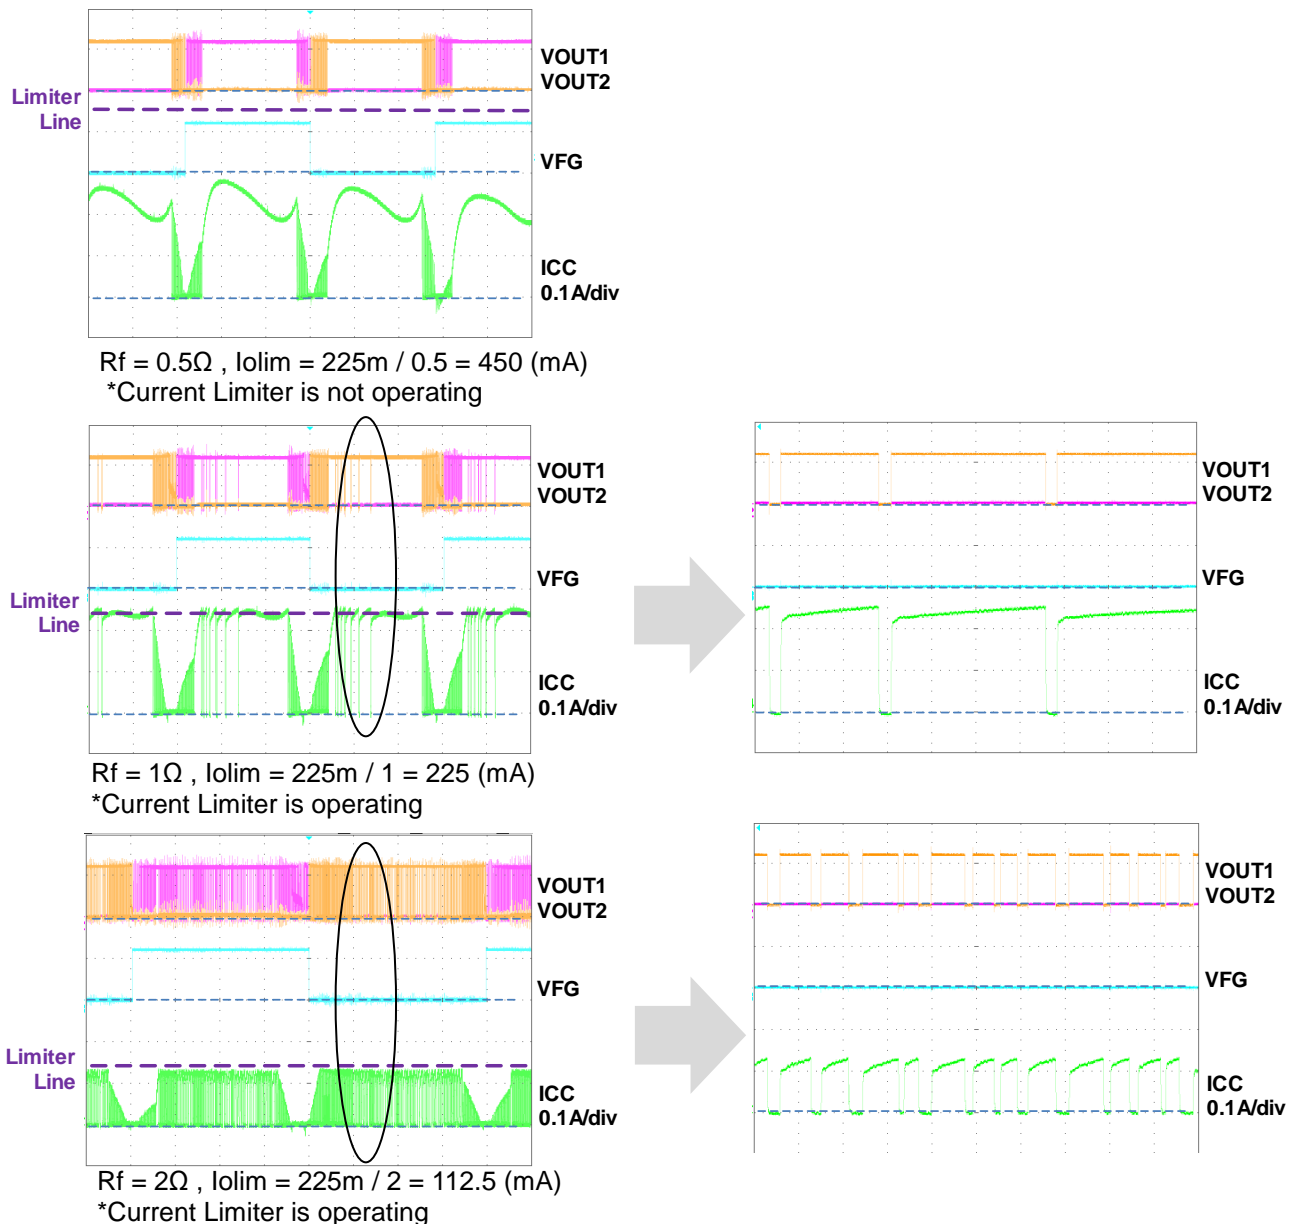 VOUT1
VOUT2
Limiter
Line
VFG
ICC
0.1A/div
Rf = 0.5Ω , Iolim = 225m / 0.5 = 450 (mA)
*Current Limiter is not operating
VOUT1
VOUT2
VFG
Limiter
Line
ICC
0.1A/div
VOUT1
VOUT2
VFG
ICC
0.1A/div
Rf = 1Ω , Iolim = 225m / 1 = 225 (mA)
*Current Limiter is operating
VOUT1
VOUT2
VFG
Limiter
Line
ICC
0.1A/div
VOUT1
VOUT2
VFG
ICC
0.1A/div
Rf = 2Ω , Iolim = 225m / 2 = 112.5 (mA)
*Current Limiter is operating